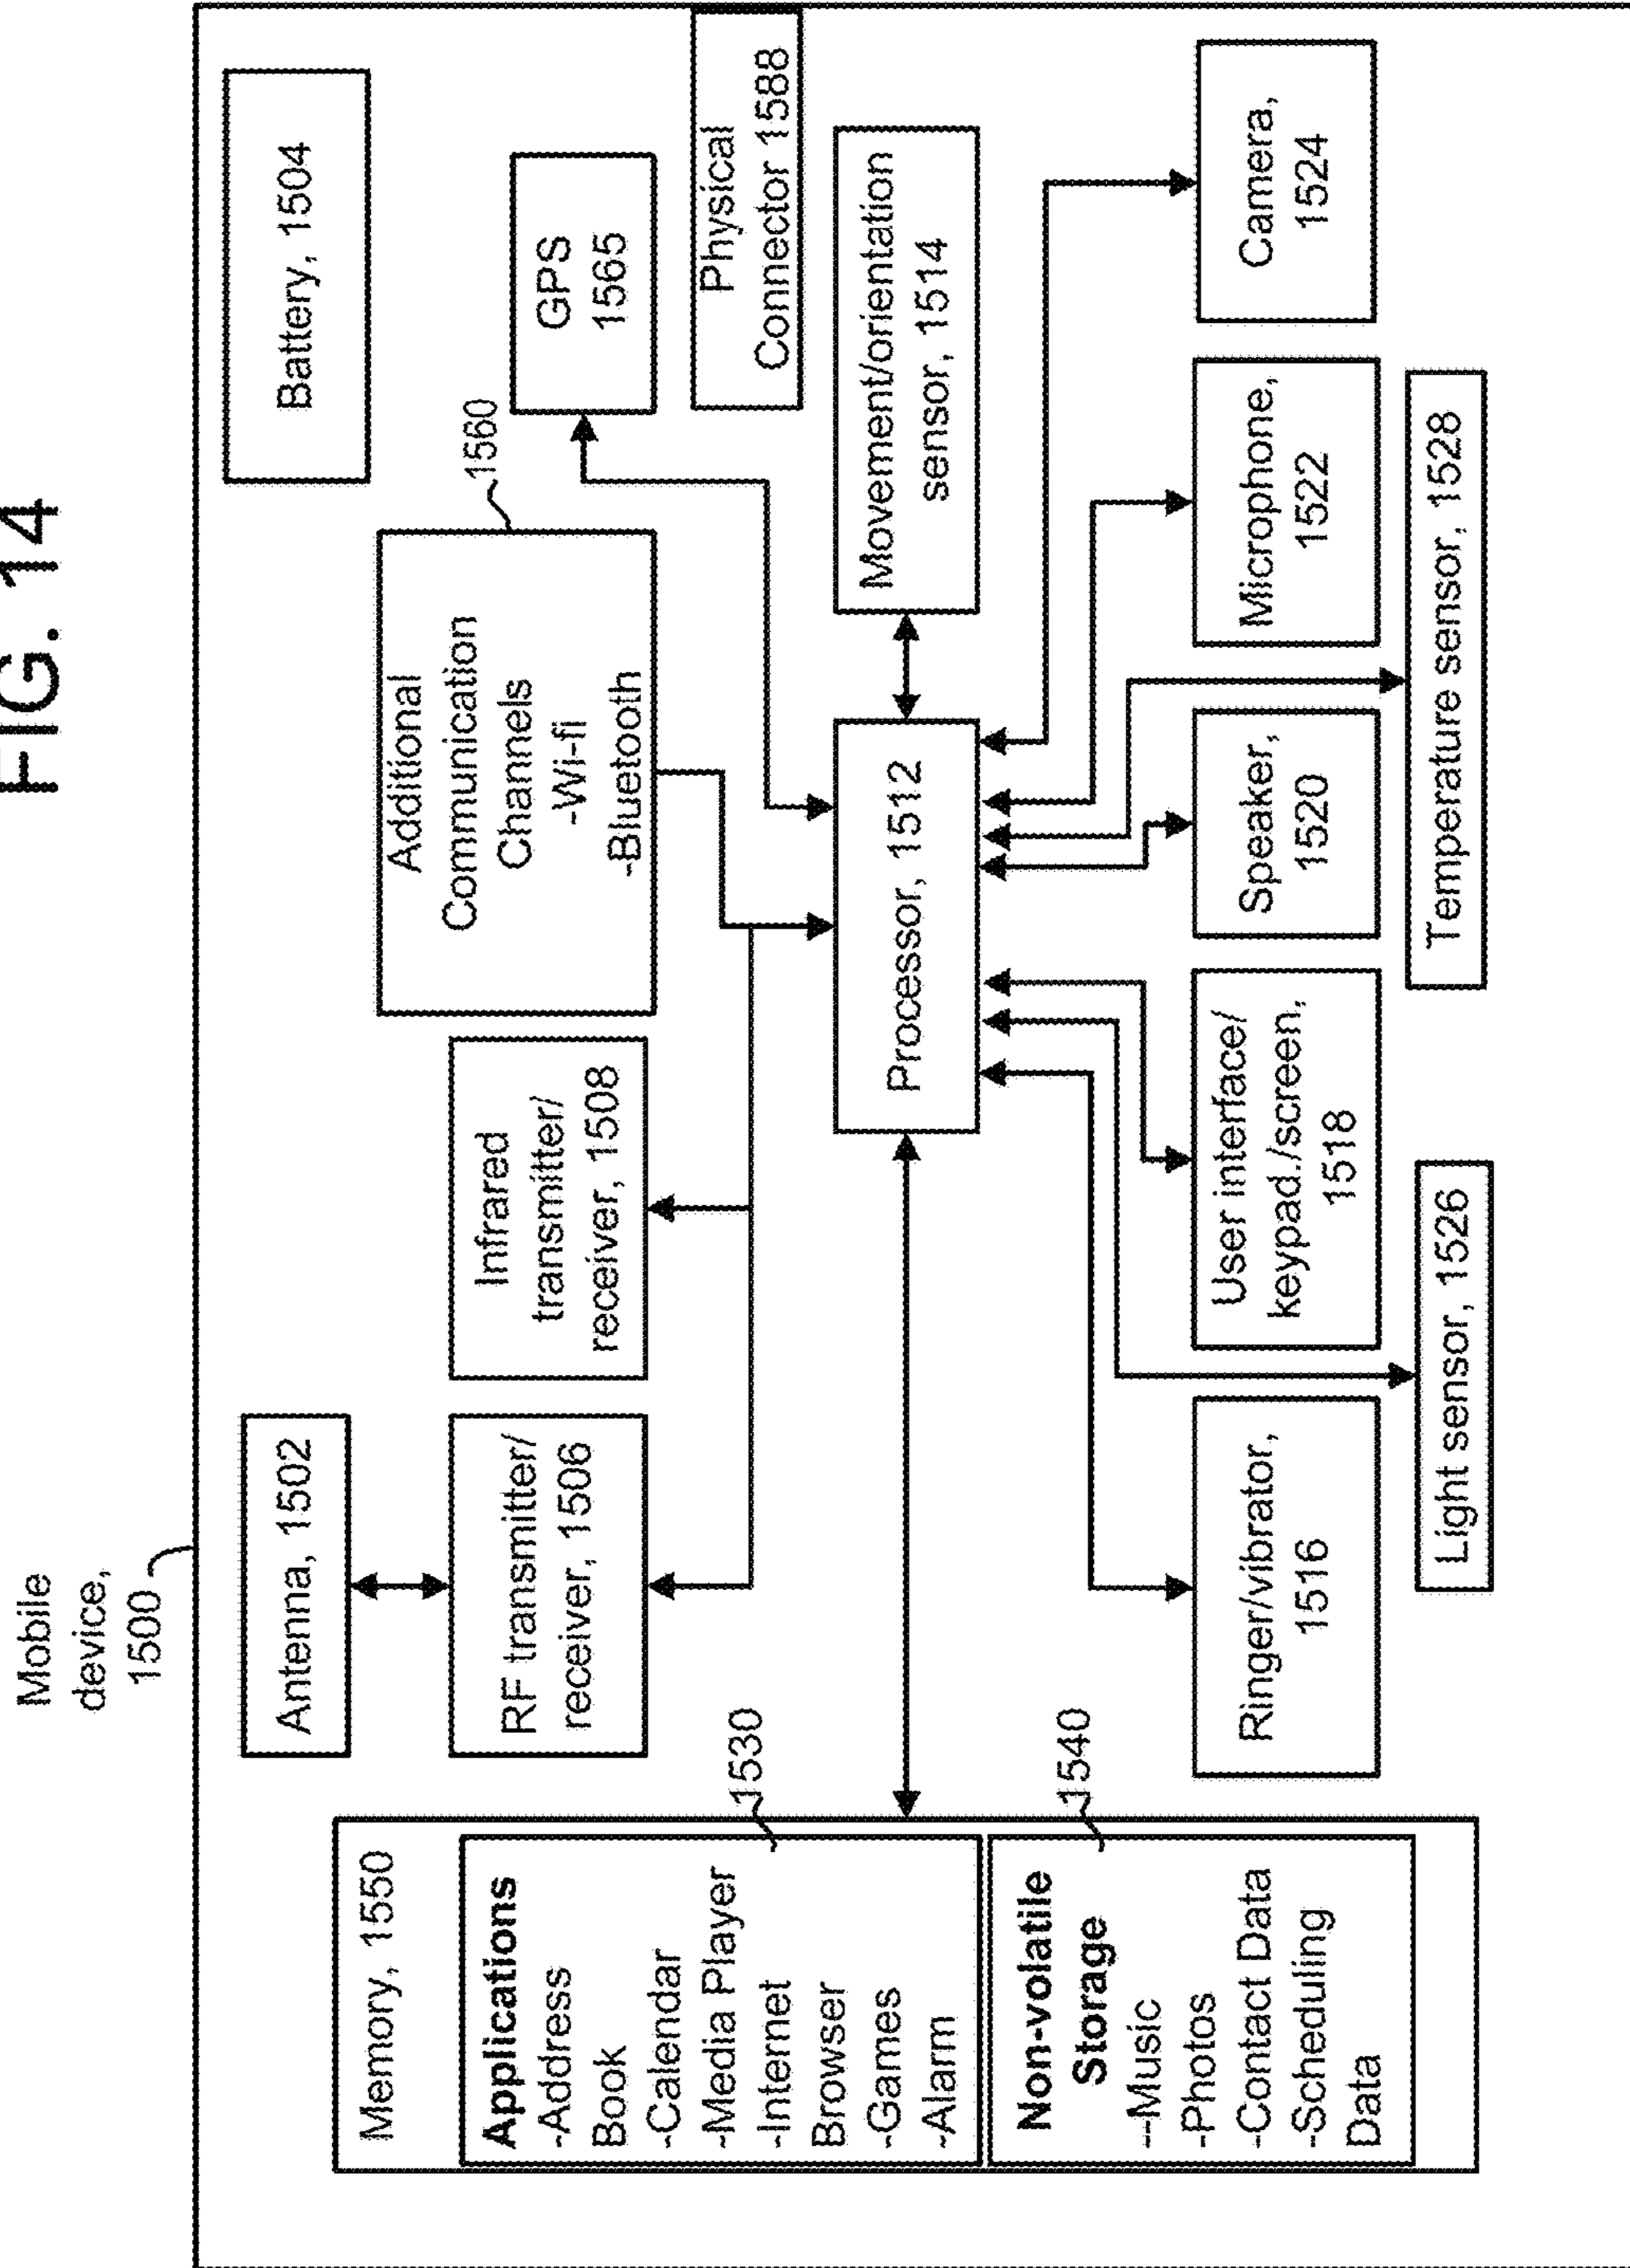 FIG. 14
Mobile
device,
1500
Memory, 1550
Applications
-Address
Book
-Calendar
-Media Player
-Internet
Browser
-Games
-Alarm
1530
Non-volatile
Storage
--Music
-Photos
-Contact Data
-Scheduling
Data
1540
Antenna, 1502
RF transmitter/
receiver, 1506
Infrared
transmitter/
receiver, 1508
Additional
Communication
Channels
-Wi-fi
-Bluetooth
1560
Battery, 1504
GPS
1565
Physical
Connector 1588
Processor, 1512
Movement/orientation
sensor, 1514
Ringer/vibrator,
1516
User interface/
keypad./screen,
1518
Speaker,
1520
Microphone,
1522
Camera,
1524
Light sensor, 1526
Temperature sensor, 1528